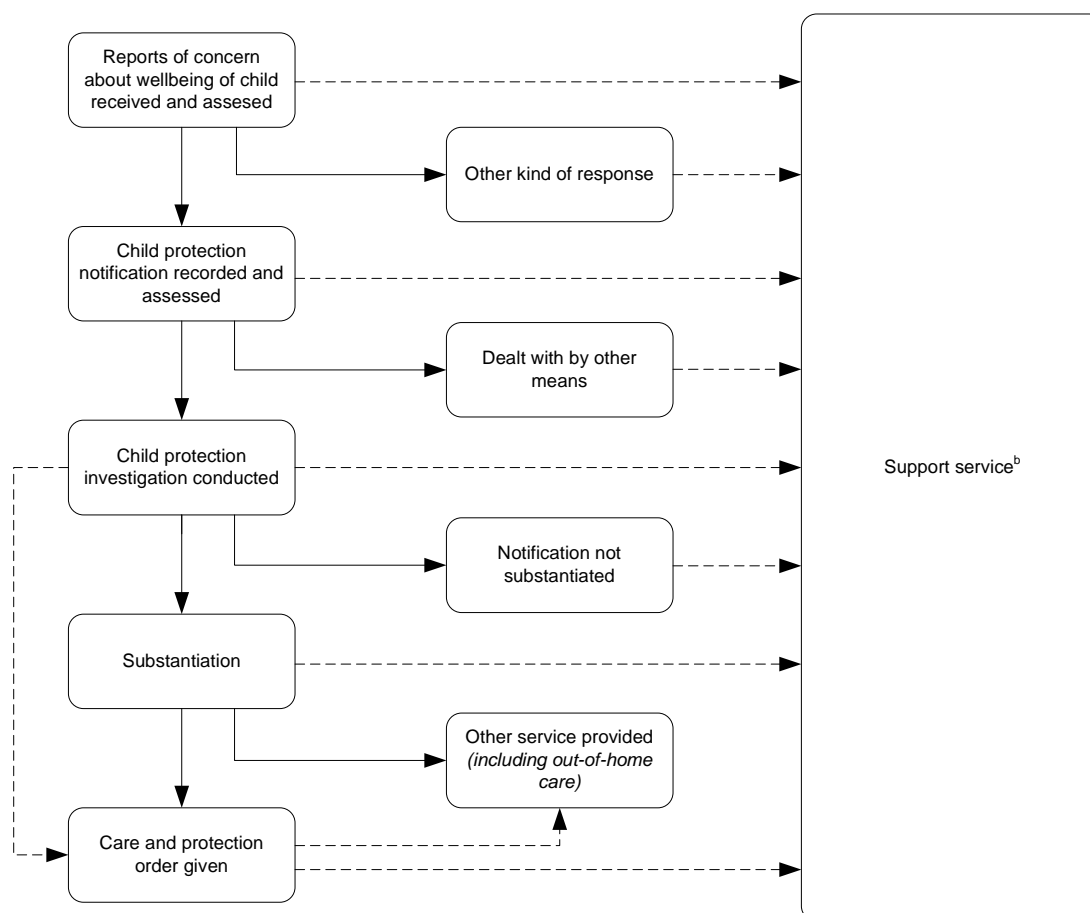 Reports of concern
about wellbeing of child
received and assesed
Other kind of response
Child protection
notification recorded and
assessed
Dealt with by other
means
Child protection
investigation conducted
Support serviceᵇ
Notification not
substantiated
Substantiation
Other service provided
(including out-of-home
care)
Care and protection
order given